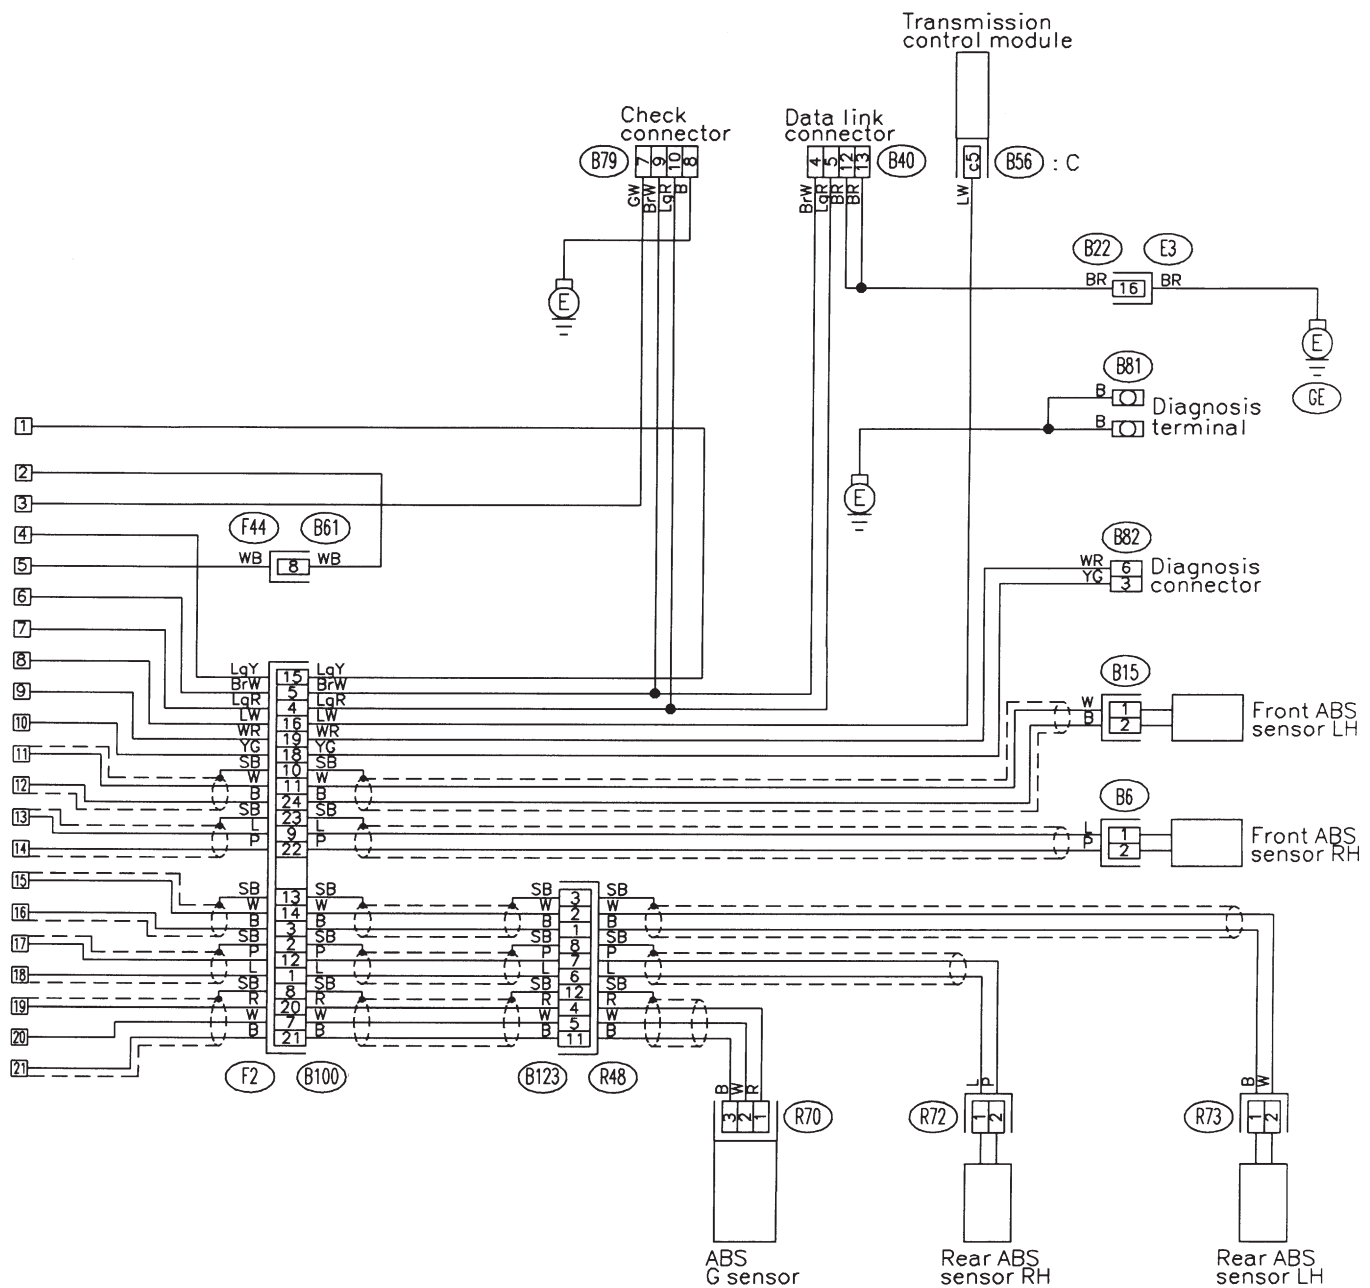 Transmission
control module
Check
connector
Data link
connector
B79
7 9 10 8
4 5 12 13
B40
c5
B56 : C
GW BrW LgR B
BrW LgR BR BR
LW
B22 E3
BR 16 BR
E
E
GE
B81
B
B
Diagnosis
terminal
E
1
2
3
4
5
6
7
8
9
10
11
12
13
14
15
16
17
18
19
20
21
F44 B61
WB 8 WB
B82
WR 6
YG 3
Diagnosis
connector
LgY 15 LgY
BrW 5 BrW
LgR 4 LgR
LW 16 LW
WR 19 WR
YG 18 YG
SB 10 SB
W 11 W
B 24 B
SB 23 SB
L 9 L
P 22 P
B15
W 1
B 2
Front ABS
sensor LH
B6
L 1
P 2
Front ABS
sensor RH
SB 13 SB SB 3 SB
W 14 W W 2 W
B 3 B B 1 B
SB 2 SB SB 8 SB
P 12 P P 7 P
L 1 L L 6 L
SB 8 SB SB 12 SB
R 20 R R 4 R
W 7 W W 5 W
B 21 B B 11 B
F2 B100 B123 R48
B W R
3 2 1
R70
L P
R72
1 2
B W
R73
1 2
ABS
G sensor
Rear ABS
sensor RH
Rear ABS
sensor LH